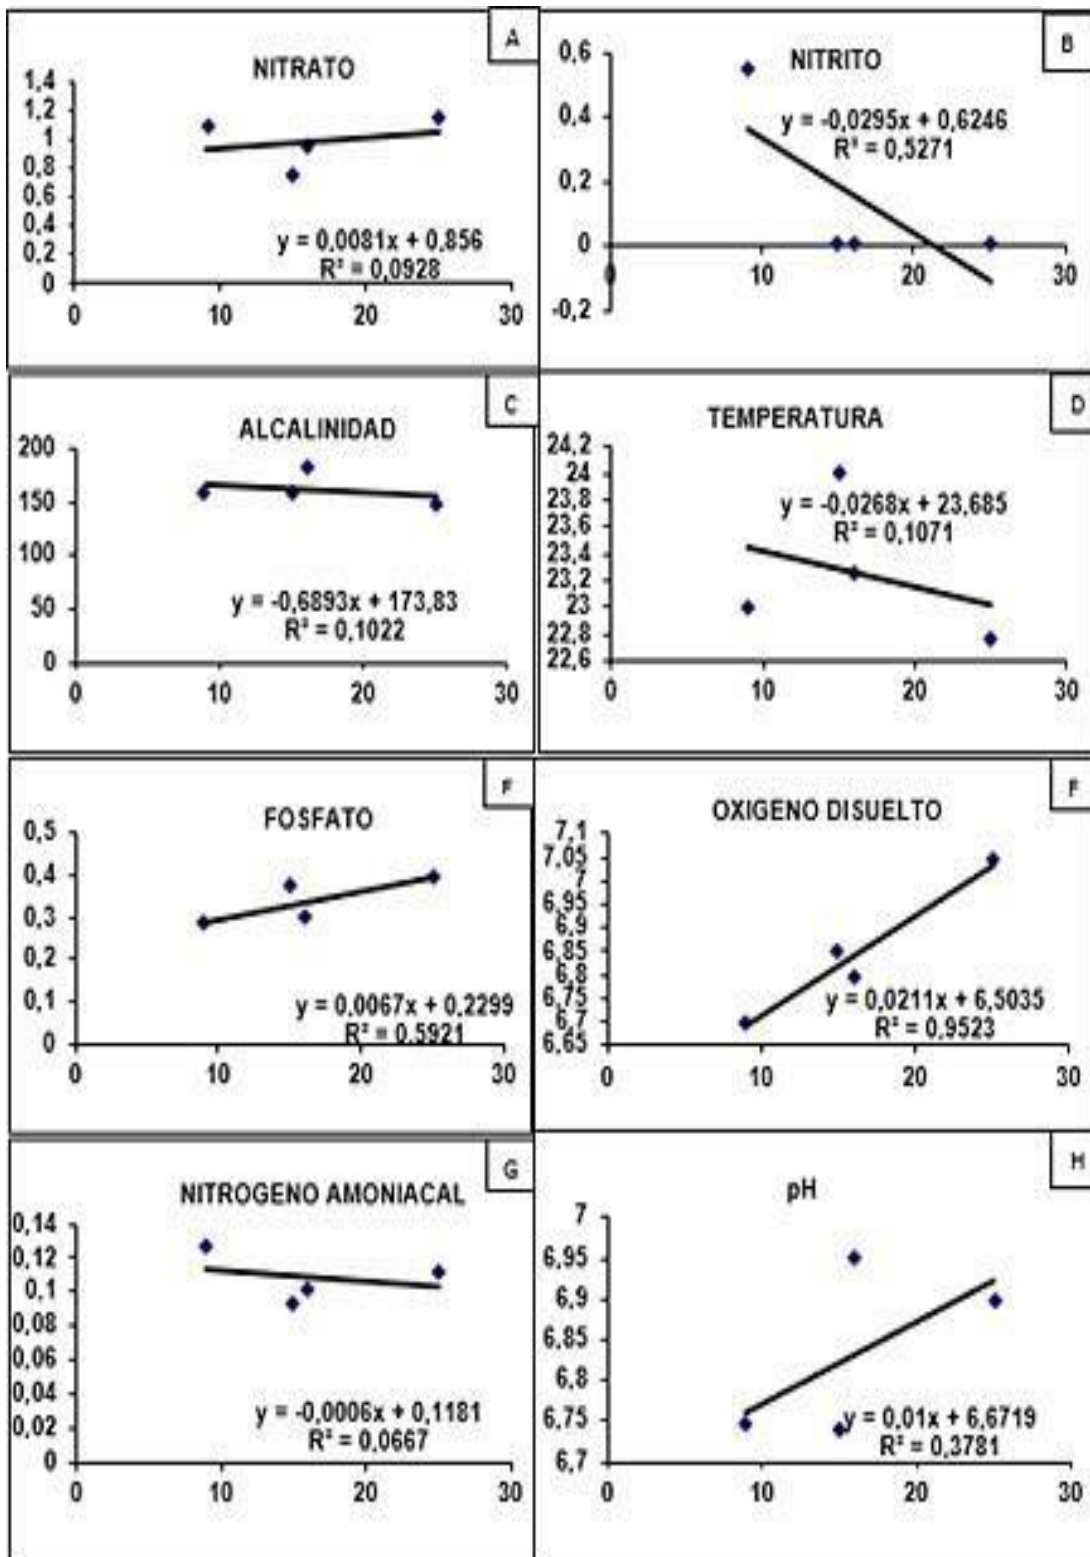 A
NITRATO
1,4
1,2
1
0,8
0,6
0,4
0,2
0
y = 0,0081x + 0,856
R² = 0,0928
0 10 20 30
B
NITRITO
0,6
0,4
0,2
0
-0,2
y = -0,0295x + 0,6246
R² = 0,5271
0 10 20 30
C
ALCALINIDAD
200
150
100
50
0
y = -0,6893x + 173,83
R² = 0,1022
0 10 20 30
D
TEMPERATURA
24,2
24
23,8
23,6
23,4
23,2
23
22,8
22,6
y = -0,0268x + 23,685
R² = 0,1071
0 10 20 30
F
FOSFATO
0,5
0,4
0,3
0,2
0,1
0
y = 0,0067x + 0,2299
R² = 0,5921
0 10 20 30
F
OXIGENO DISUELTO
7,1
7,05
7
6,95
6,9
6,85
6,8
6,75
6,7
6,65
y = 0,0211x + 6,5035
R² = 0,9523
0 10 20 30
G
NITROGENO AMONIACAL
0,14
0,12
0,1
0,08
0,06
0,04
0,02
0
y = -0,0006x + 0,1181
R² = 0,0667
0 10 20 30
H
pH
7
6,95
6,9
6,85
6,8
6,75
6,7
y = 0,01x + 6,6719
R² = 0,3781
0 10 20 30